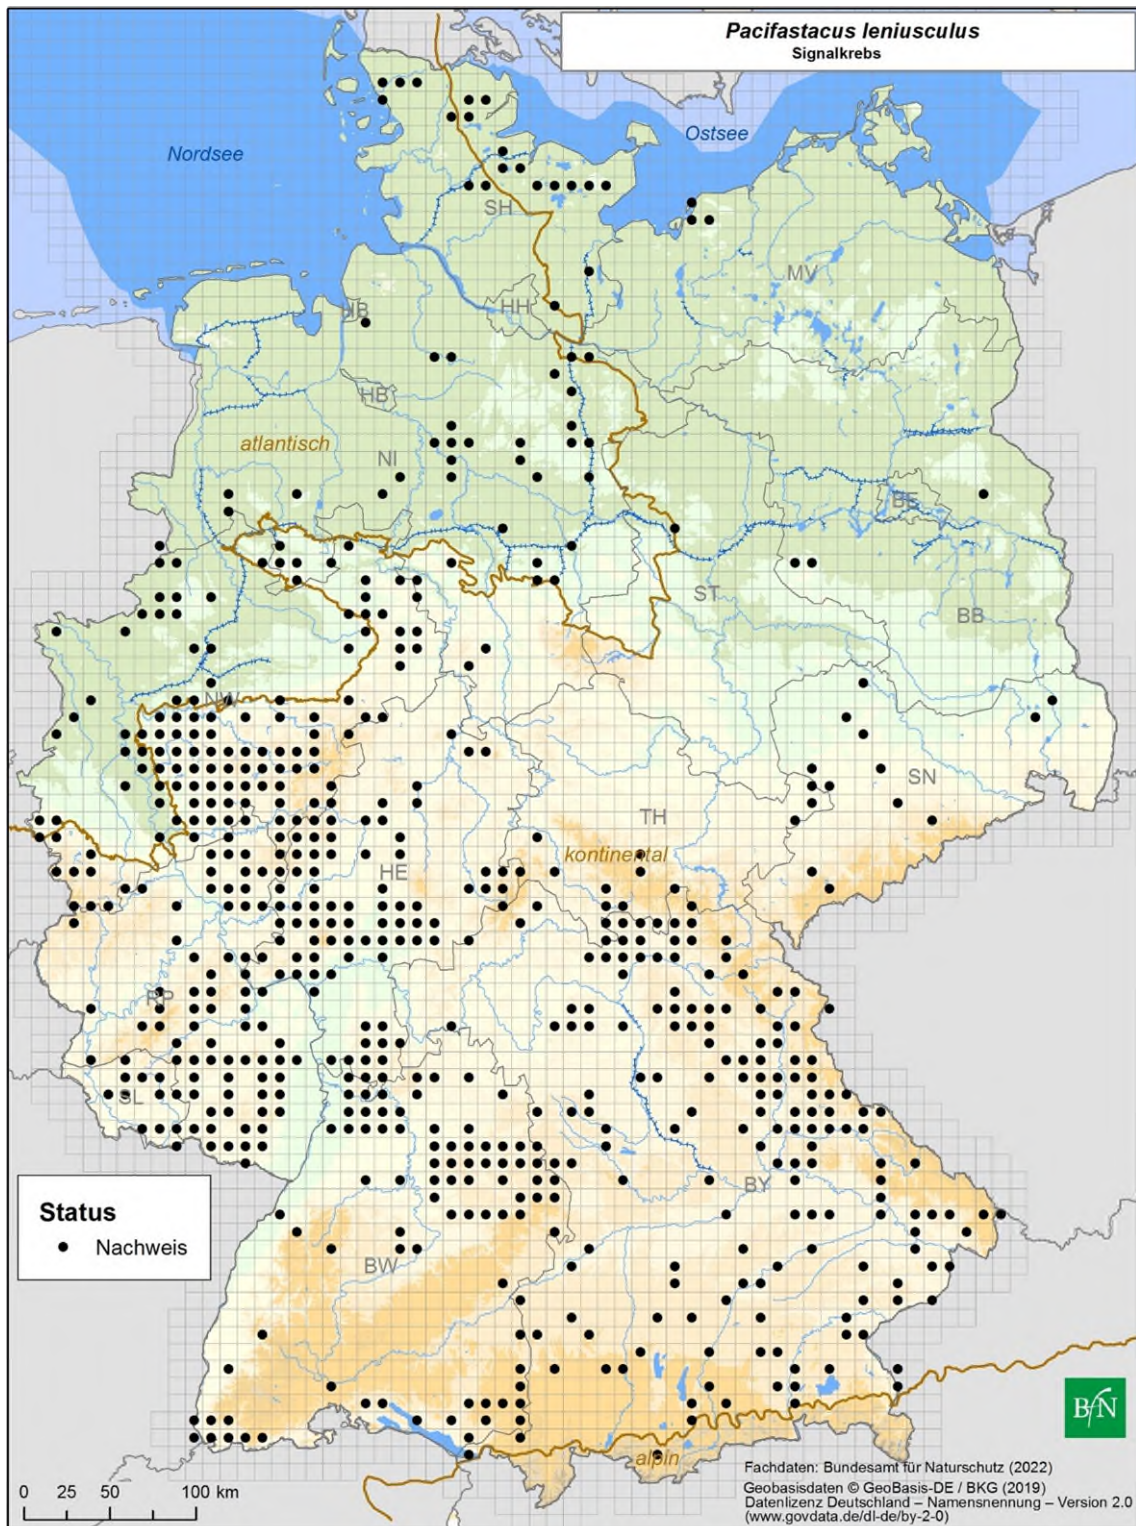 Pacifastacus leniusculus
Signalkrebs
Nordsee
Ostsee
SH
MV
HB
HH
HB
atlantisch
NI
BE
ST
BB
NW
SN
TH
kontinental
HE
RP
SL
BY
BW
alpin
Status
Nachweis
BfN
0 25 50 100 km
Fachdaten: Bundesamt für Naturschutz (2022)
Geobasisdaten © GeoBasis-DE / BKG (2019)
Datenlizenz Deutschland – Namensnennung – Version 2.0
(www.govdata.de/dl-de/by-2-0)